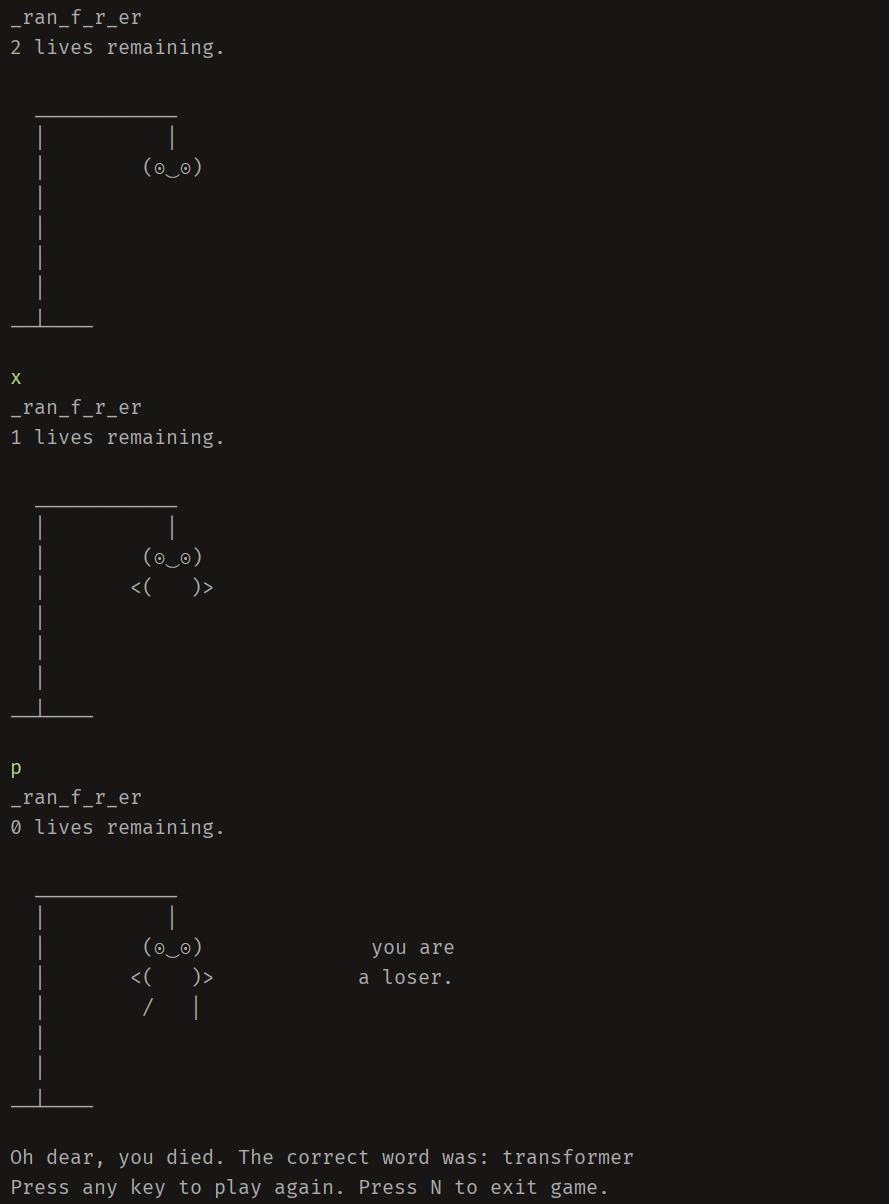 _ran_f_r_er
2 lives remaining.
(ʘ‿ʘ)
x
_ran_f_r_er
1 lives remaining.
(ʘ‿ʘ)
<(   )>
p
_ran_f_r_er
0 lives remaining.
(ʘ‿ʘ)              you are
<(   )>            a loser.
/   |
Oh dear, you died. The correct word was: transformer
Press any key to play again. Press N to exit game.